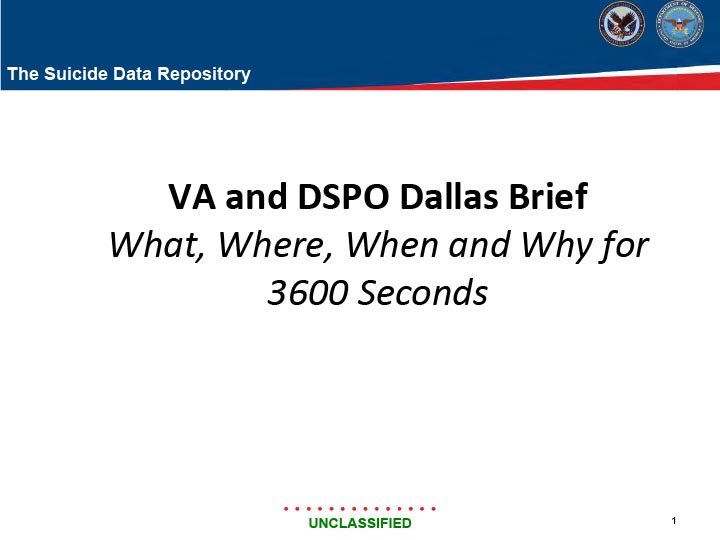 The Suicide Data Repository
VA and DSPO Dallas Brief
What, Where, When and Why for
3600 Seconds
UNCLASSIFIED
1